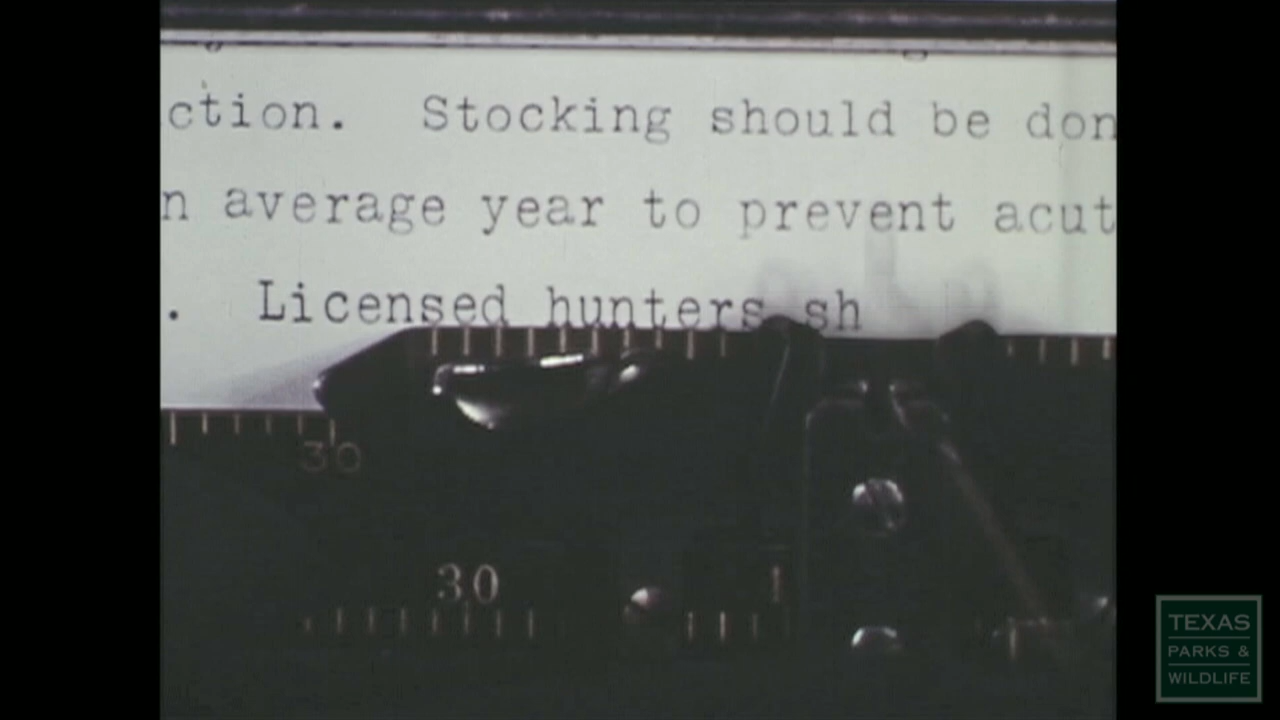 ction. Stocking should be don
n average year to prevent acut
. Licensed hunters sh
30
30
TEXAS
PARKS &
WILDLIFE